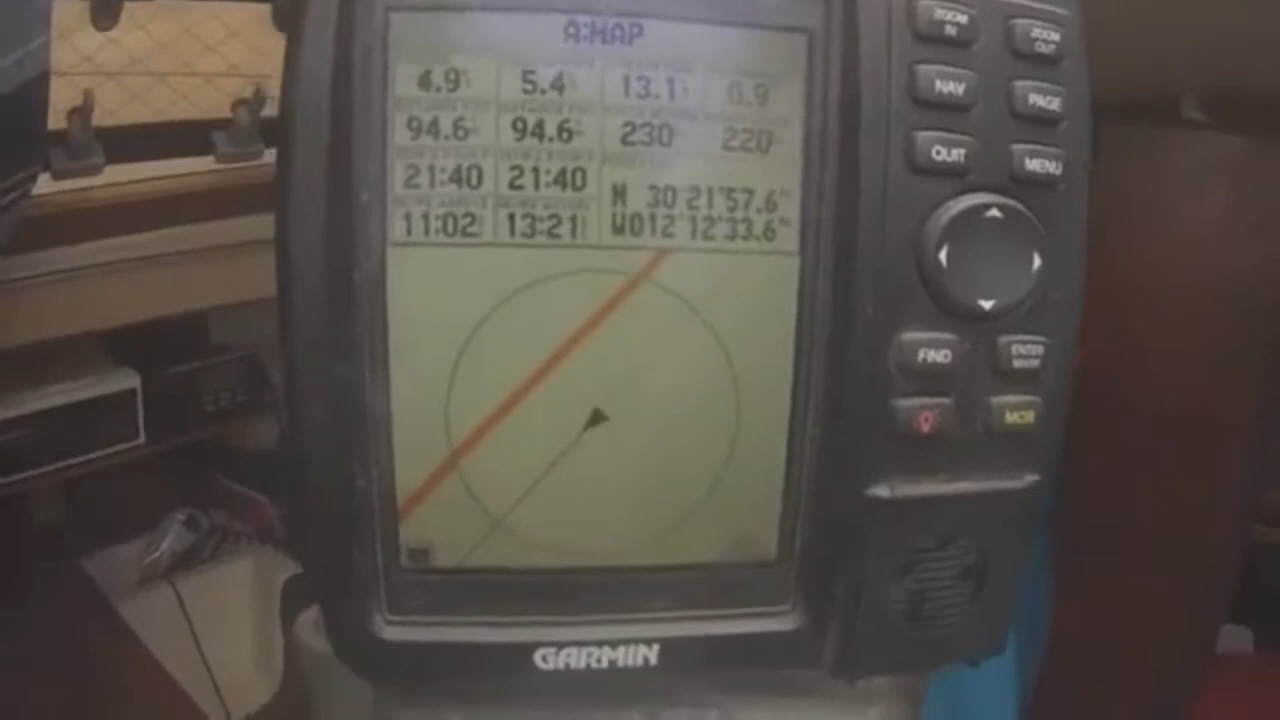 A:MAP
4.9 5.4 13.1 0.9
94.6 94.6 230 220
21:40 21:40
N 30°21'57.6"
11:02 13:21 W012°12'33.6"
ZOOM IN
ZOOM OUT
NAV
PAGE
QUIT
MENU
FIND
ENTER MARK
MOB
GARMIN